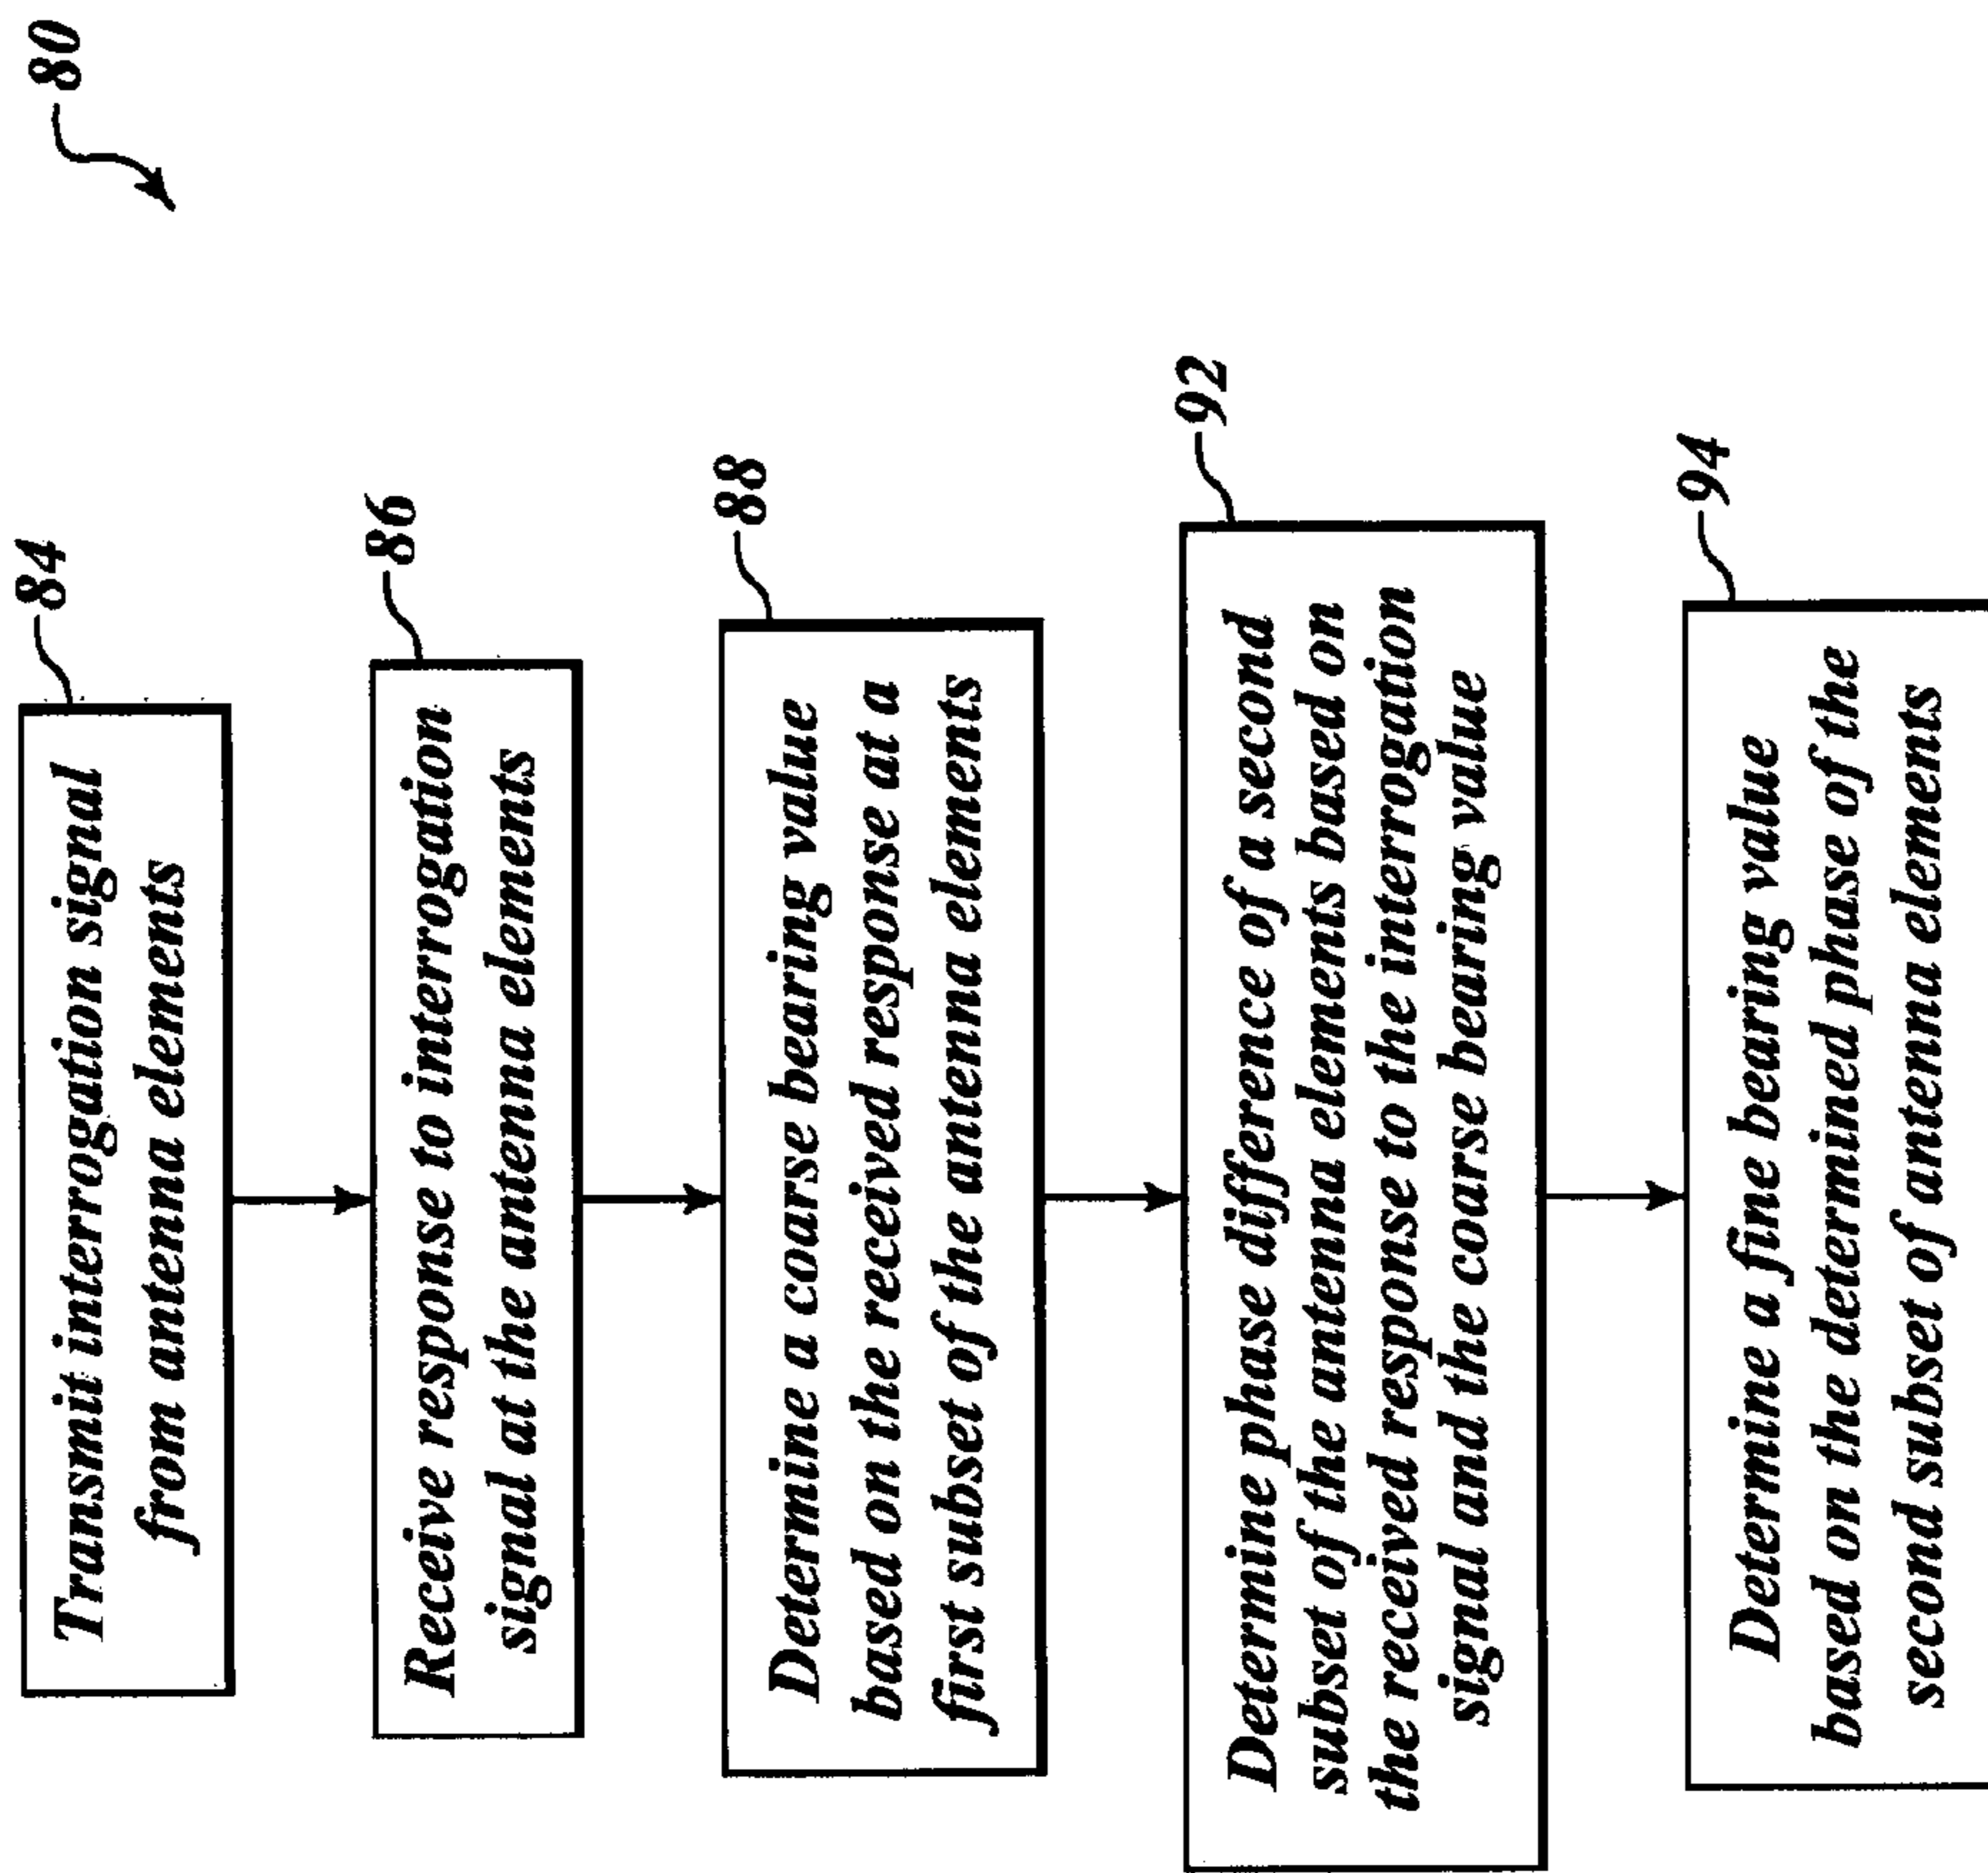 80
84
Transmit interrogation signal
from antenna elements
86
Receive response to interrogation
signal at the antenna elements
88
Determine a coarse bearing value
based on the received response at a
first subset of the antenna elements
92
Determine phase difference of a second
subset of the antenna elements based on
the received response to the interrogation
signal and the coarse bearing value
94
Determine a fine bearing value
based on the determined phase of the
second subset of antenna elements